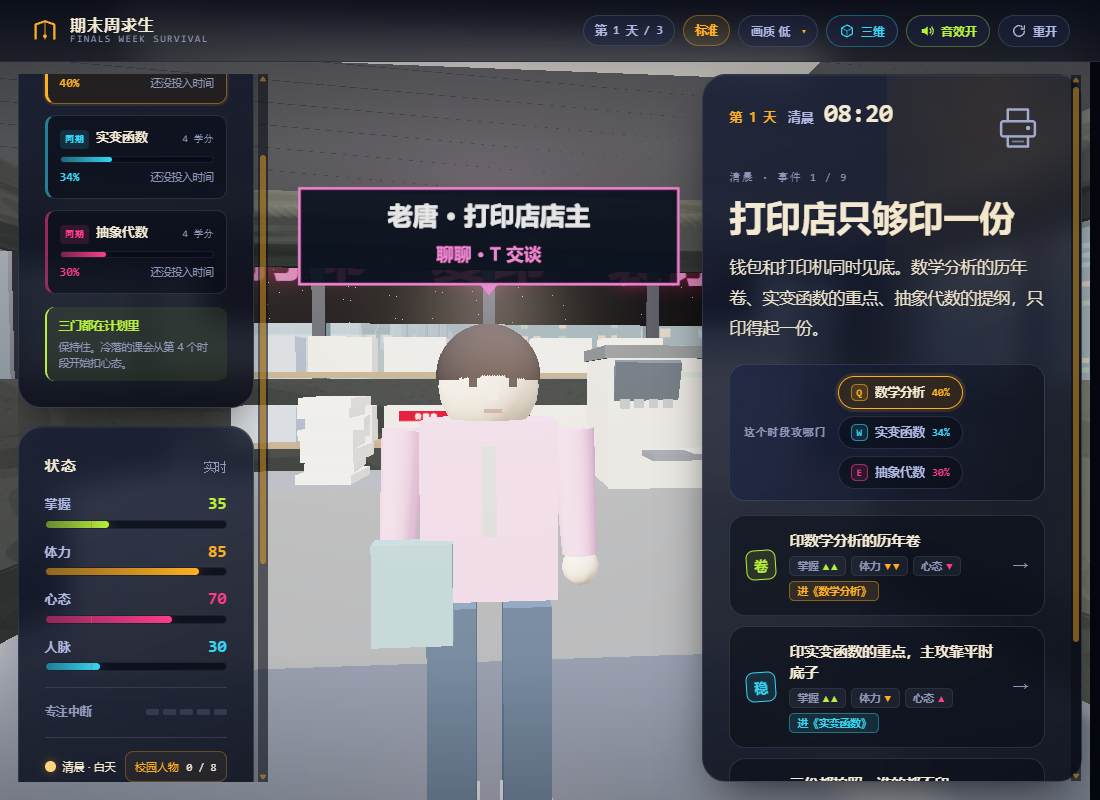 期末周求生
FINALS WEEK SURVIVAL
第 1 天 / 3
标准
画质 低
三维
音效开
重开
40%
还没投入时间
同期
实变函数
4 学分
34%
还没投入时间
同期
抽象代数
4 学分
30%
还没投入时间
三门都在计划里
保持住。冷落的课会从第 4 个时
段开始扣心态。
状态
实时
掌握
35
体力
85
心态
70
人脉
30
专注中断
清晨 · 白天
校园人物 0 / 8
老唐 · 打印店店主
聊聊 · T 交谈
第 1 天 清晨 08:20
清晨 · 事件 1 / 9
打印店只够印一份
钱包和打印机同时见底。数学分析的历年
卷、实变函数的重点、抽象代数的提纲，只
印得起一份。
这个时段攻哪门
Q 数学分析 40%
W 实变函数 34%
E 抽象代数 30%
卷
印数学分析的历年卷
掌握 ▲▲
体力 ▼▼
心态 ▼
进《数学分析》
→
稳
印实变函数的重点，主攻靠平时
底子
掌握 ▲▲
体力 ▼
心态 ▲
进《实变函数》
→